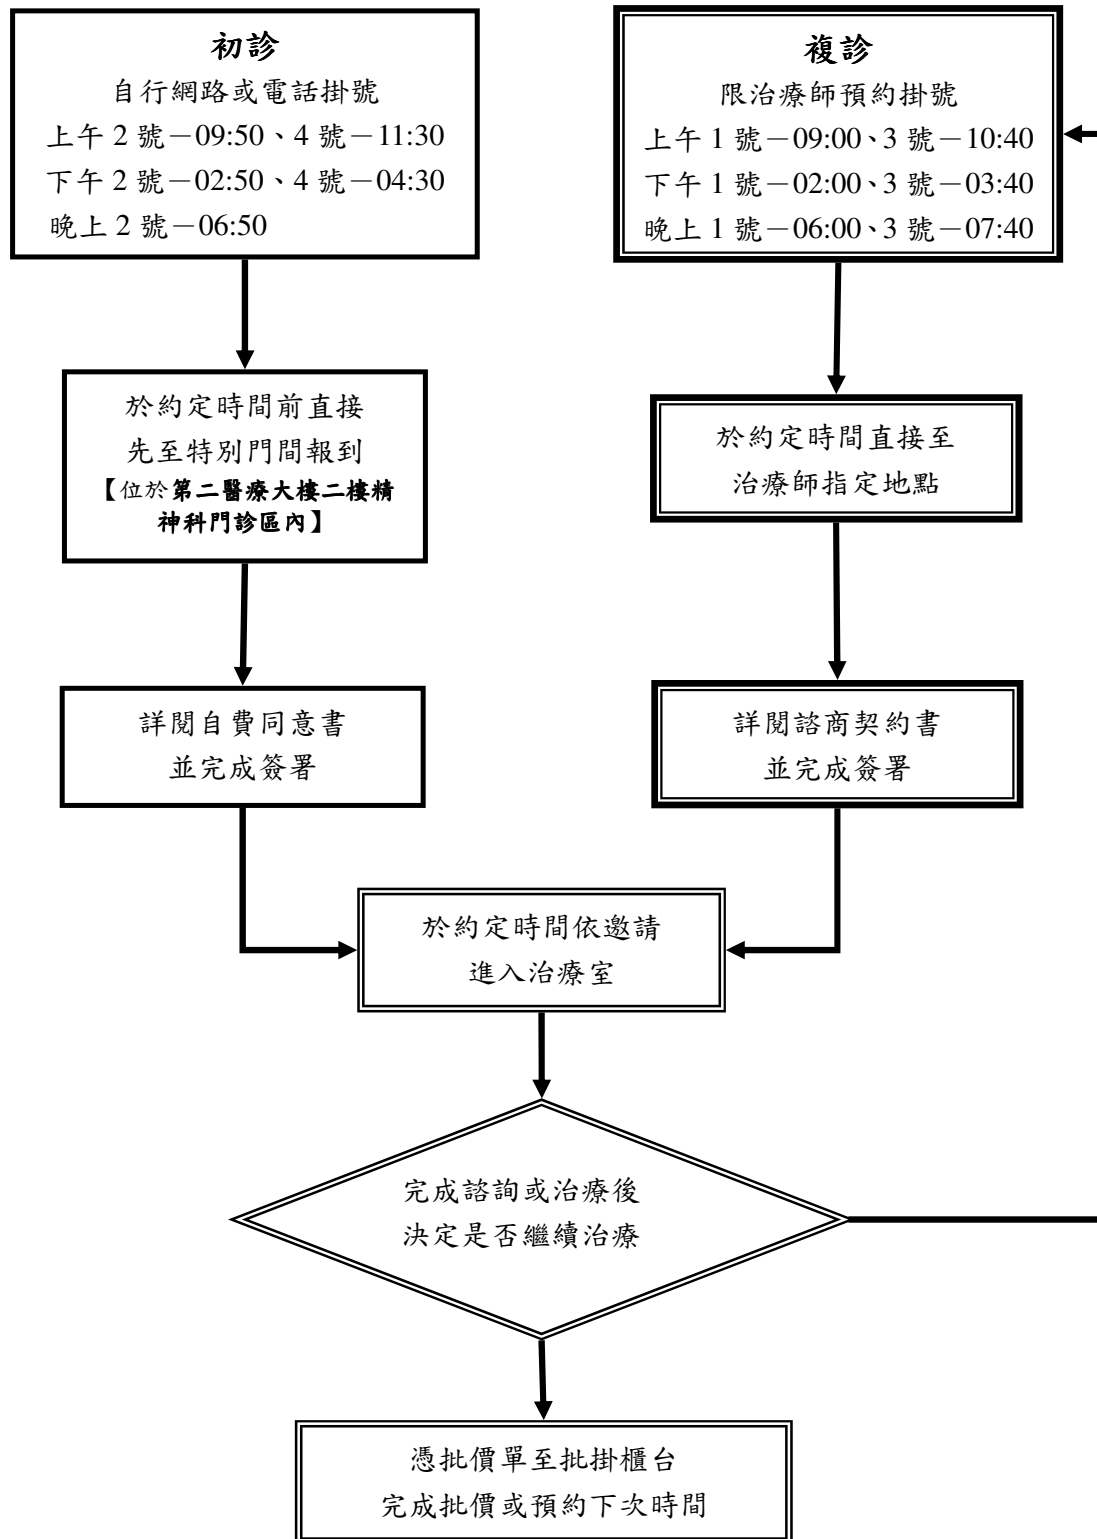 初診
自行網路或電話掛號
上午 2 號－09:50、4 號－11:30
下午 2 號－02:50、4 號－04:30
晚上 2 號－06:50
複診
限治療師預約掛號
上午 1 號－09:00、3 號－10:40
下午 1 號－02:00、3 號－03:40
晚上 1 號－06:00、3 號－07:40
於約定時間前直接
先至特別門間報到
【位於第二醫療大樓二樓精
神科門診區內】
於約定時間直接至
治療師指定地點
詳閱自費同意書
並完成簽署
詳閱諮商契約書
並完成簽署
於約定時間依邀請
進入治療室
完成諮詢或治療後
決定是否繼續治療
憑批價單至批掛櫃台
完成批價或預約下次時間